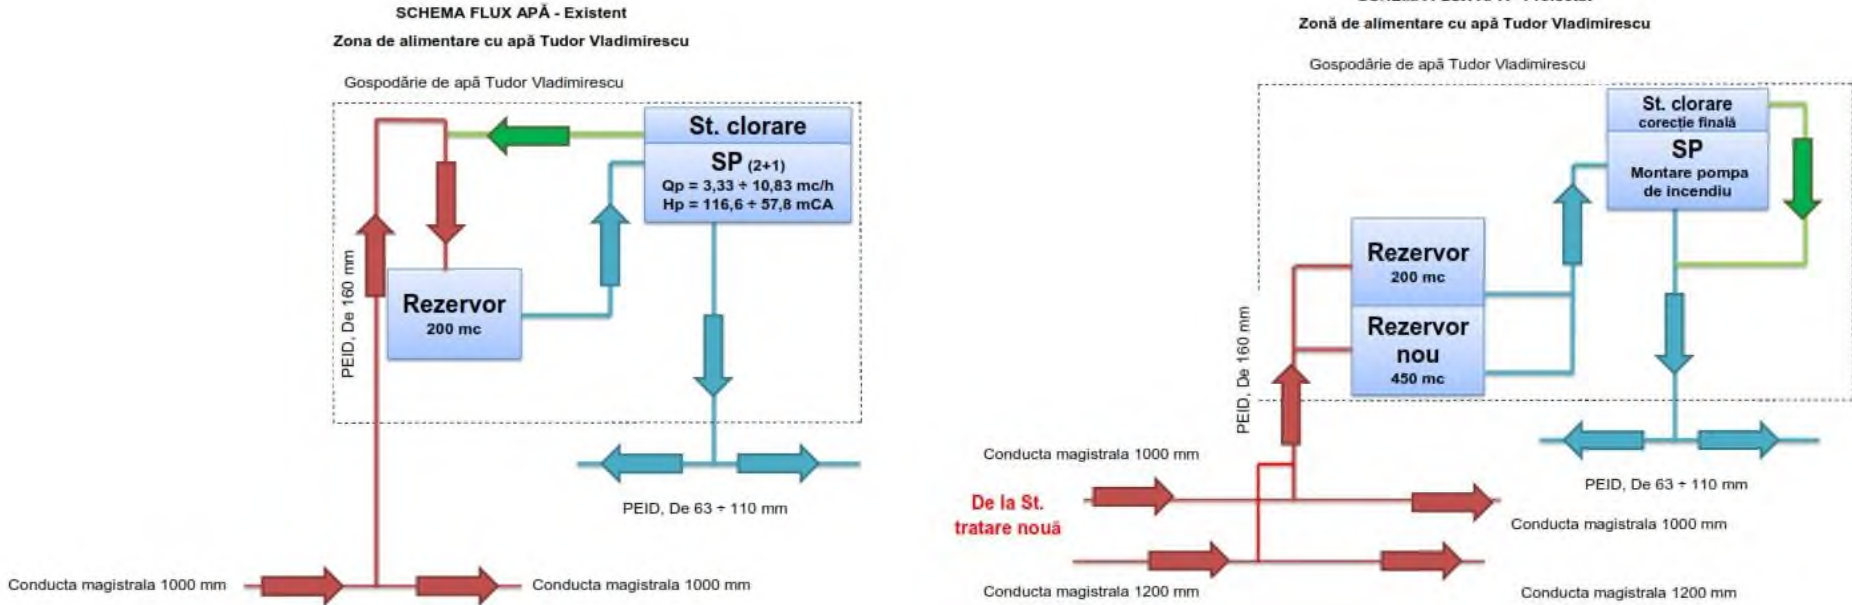 SCHEMA FLUX APĂ - Existent
Zona de alimentare cu apă Tudor Vladimirescu
Gospodărie de apă Tudor Vladimirescu
St. clorare
SP (2+1)
Qp = 3,33 ÷ 10,83 mc/h
Hp = 116,6 ÷ 57,8 mCA
PEID, De 160 mm
Rezervor
200 mc
PEID, De 63 ÷ 110 mm
Conducta magistrala 1000 mm
Conducta magistrala 1000 mm
Zonă de alimentare cu apă Tudor Vladimirescu
Gospodărie de apă Tudor Vladimirescu
St. clorare
corecție finală
SP
Montare pompa
de incendiu
Rezervor
200 mc
Rezervor
nou
450 mc
PEID, De 160 mm
Conducta magistrala 1000 mm
De la St.
tratare nouă
PEID, De 63 ÷ 110 mm
Conducta magistrala 1000 mm
Conducta magistrala 1200 mm
Conducta magistrala 1200 mm